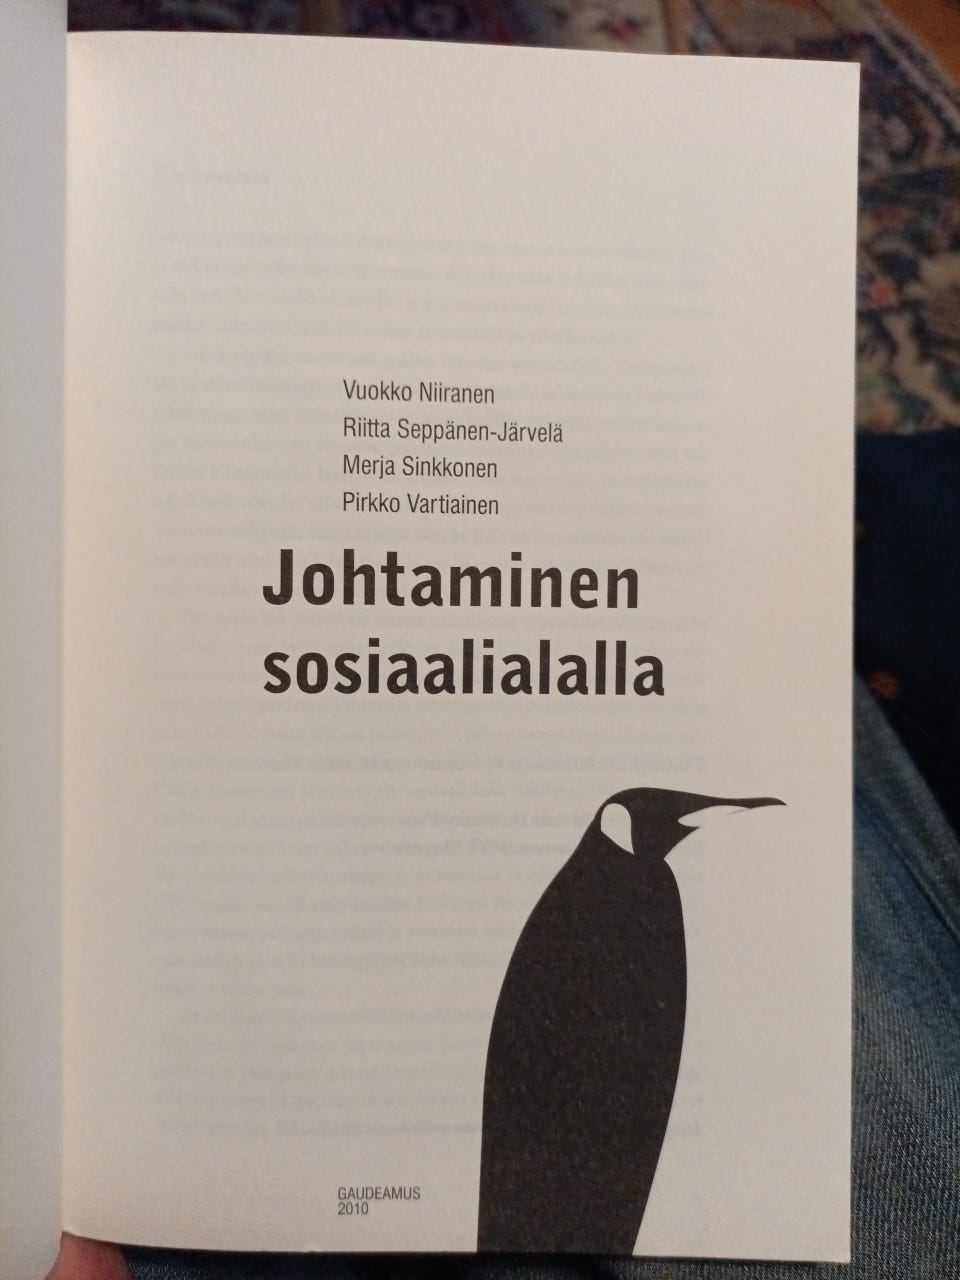 Vuokko Niiranen
Riitta Seppänen-Järvelä
Merja Sinkkonen
Pirkko Vartiainen
Johtaminen
sosiaalialalla
GAUDEAMUS
2010